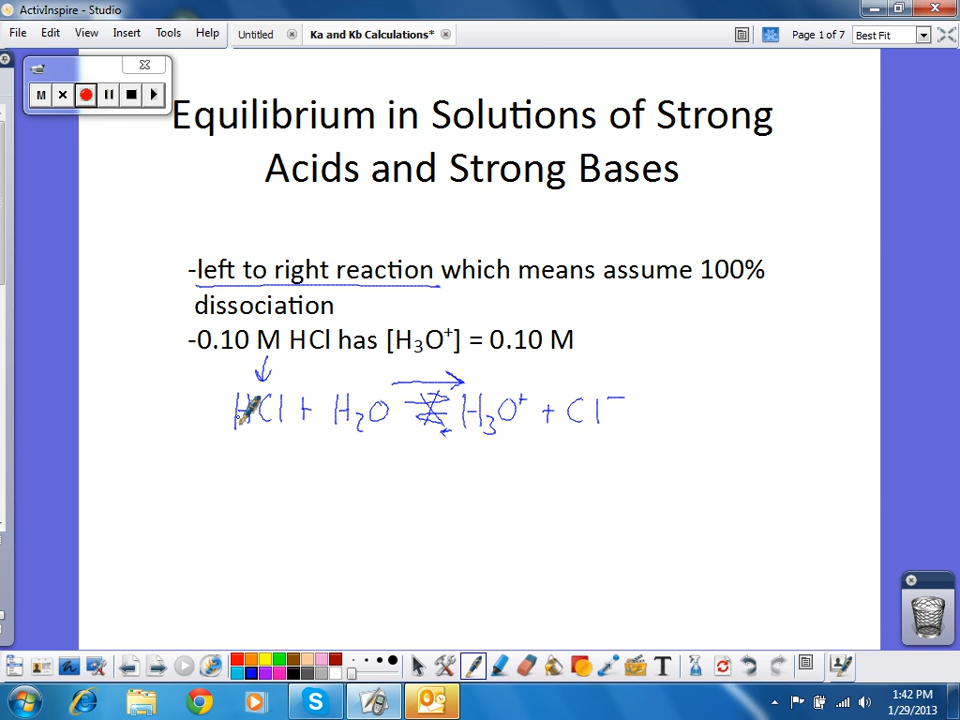 ActivInspire - Studio
File Edit View Insert Tools Help Untitled Ka and Kb Calculations* Page 1 of 7 Best Fit
M
Equilibrium in Solutions of Strong
Acids and Strong Bases
-left to right reaction which means assume 100%
dissociation
-0.10 M HCl has [H₃O⁺] = 0.10 M
HCl + H₂O → H₃O⁺ + Cl⁻
1:42 PM
1/29/2013